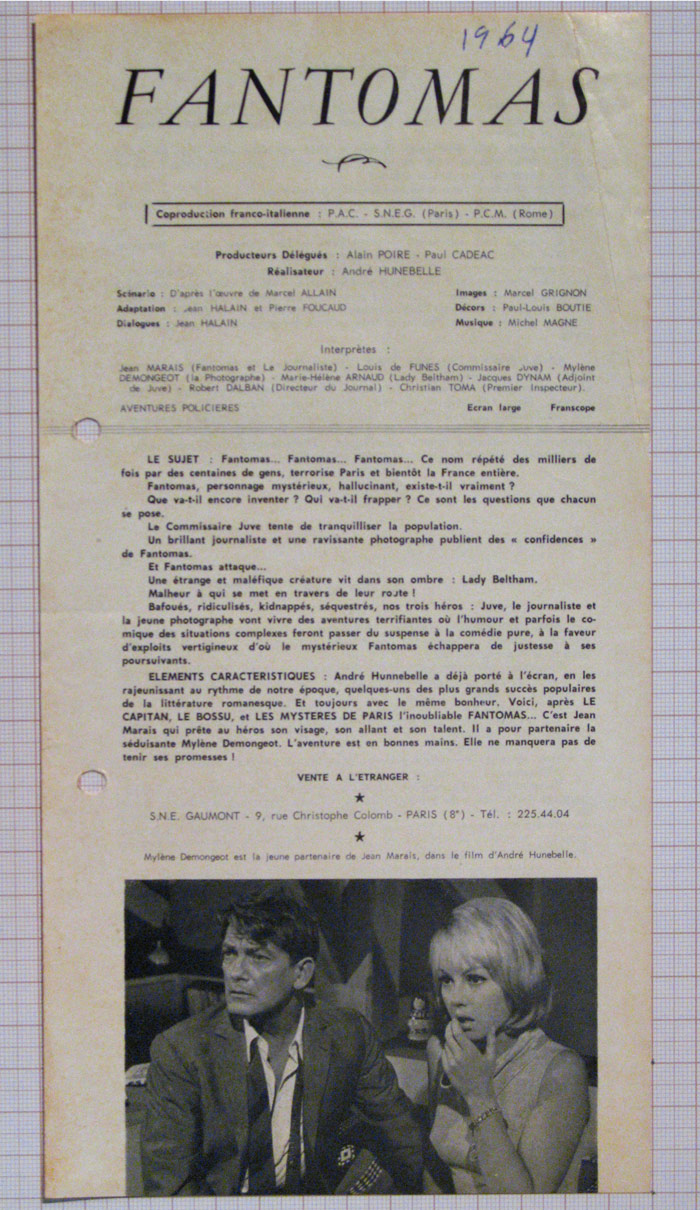 1964
FANTOMAS
Coproduction franco-italienne : P.A.C. - S.N.E.G. (Paris) - P.C.M. (Rome)
Producteurs Délégués : Alain POIRE - Paul CADEAC
Réalisateur : André HUNEBELLE
Scénario : D'après l'œuvre de Marcel ALLAIN
Adaptation : Jean HALAIN et Pierre FOUCAUD
Dialogues : Jean HALAIN
Images : Marcel GRIGNON
Décors : Paul-Louis BOUTIE
Musique : Michel MAGNE
Interprètes :
Jean MARAIS (Fantomas et Le Journaliste) - Louis de FUNES (Commissaire Juve) - Mylène
DEMONGEOT (la Photographe) - Marie-Hélène ARNAUD (Lady Beltham) - Jacques DYNAM (Adjoint
de Juve) - Robert DALBAN (Directeur du Journal) - Christian TOMA (Premier Inspecteur).
AVENTURES POLICIERES Ecran large Franscope
LE SUJET : Fantomas... Fantomas... Fantomas... Ce nom répété des milliers de
fois par des centaines de gens, terrorise Paris et bientôt la France entière.
Fantomas, personnage mystérieux, hallucinant, existe-t-il vraiment ?
Que va-t-il encore inventer ? Qui va-t-il frapper ? Ce sont les questions que chacun
se pose.
Le Commissaire Juve tente de tranquilliser la population.
Un brillant journaliste et une ravissante photographe publient des « confidences »
de Fantomas.
Et Fantomas attaque...
Une étrange et maléfique créature vit dans son ombre : Lady Beltham.
Malheur à qui se met en travers de leur route !
Bafoués, ridiculisés, kidnappés, séquestrés, nos trois héros : Juve, le journaliste et
la jeune photographe vont vivre des aventures terrifiantes où l'humour et parfois le co-
mique des situations complexes feront passer du suspense à la comédie pure, à la faveur
d'exploits vertigineux d'où le mystérieux Fantomas échappera de justesse à ses
poursuivants.
ELEMENTS CARACTERISTIQUES : André Hunnebelle a déjà porté à l'écran, en les
rajeunissant au rythme de notre époque, quelques-uns des plus grands succès populaires
de la littérature romanesque. Et toujours avec le même bonheur. Voici, après LE
CAPITAN, LE BOSSU, et LES MYSTERES DE PARIS l'inoubliable FANTOMAS... C'est Jean
Marais qui prête au héros son visage, son allant et son talent. Il a pour partenaire la
séduisante Mylène Demongeot. L'aventure est en bonnes mains. Elle ne manquera pas de
tenir ses promesses !
VENTE A L'ETRANGER :
S.N.E. GAUMONT - 9, rue Christophe Colomb - PARIS (8°) - Tél. : 225.44.04
Mylène Demongeot est la jeune partenaire de Jean Marais, dans le film d'André Hunebelle.